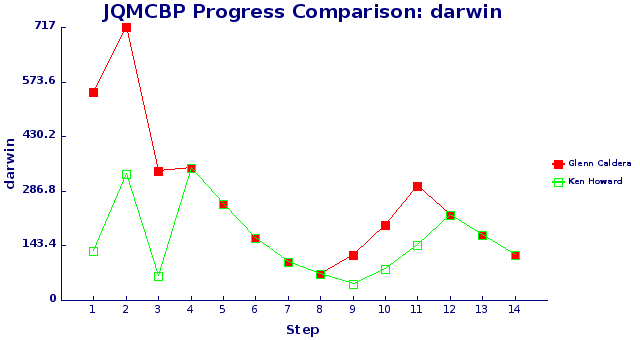 JQMCBP Progress Comparison: darwin
717
573.6
430.2
286.8
143.4
0
darwin
1 2 3 4 5 6 7 8 9 10 11 12 13 14
Step
Glenn Caldera
Ken Howard